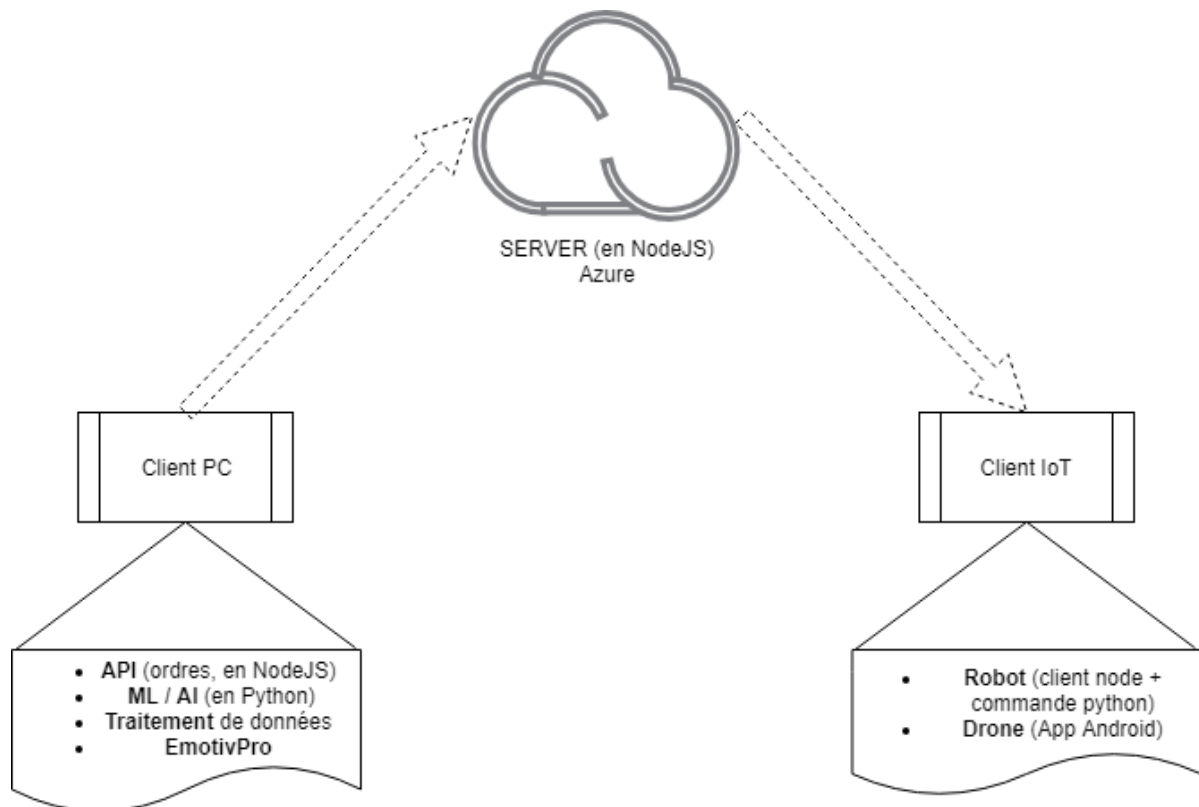 SERVER (en NodeJS)
Azure
Client PC
Client IoT
• API (ordres, en NodeJS)
• ML / AI (en Python)
• Traitement de données
• EmotivPro
• Robot (client node +
commande python)
• Drone (App Android)